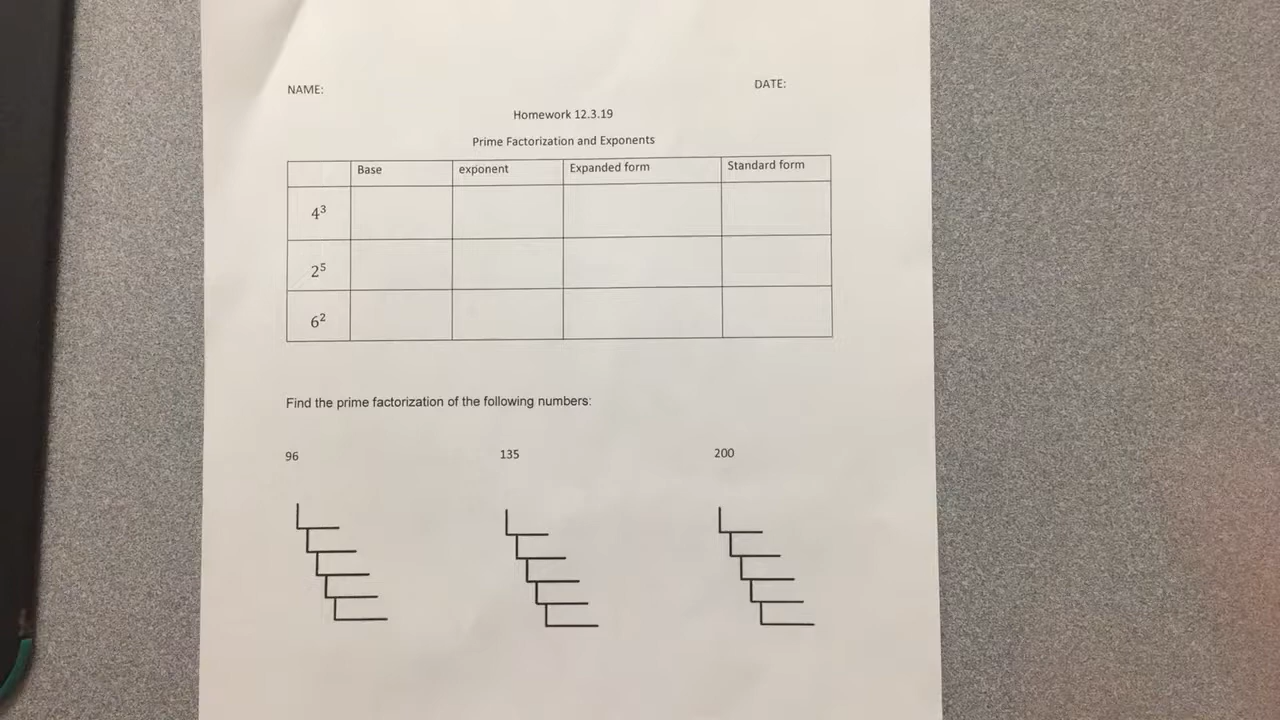 NAME: DATE:
Homework 12.3.19
Prime Factorization and Exponents
Base exponent Expanded form Standard form
4³
2⁵
6²
Find the prime factorization of the following numbers:
96 135 200